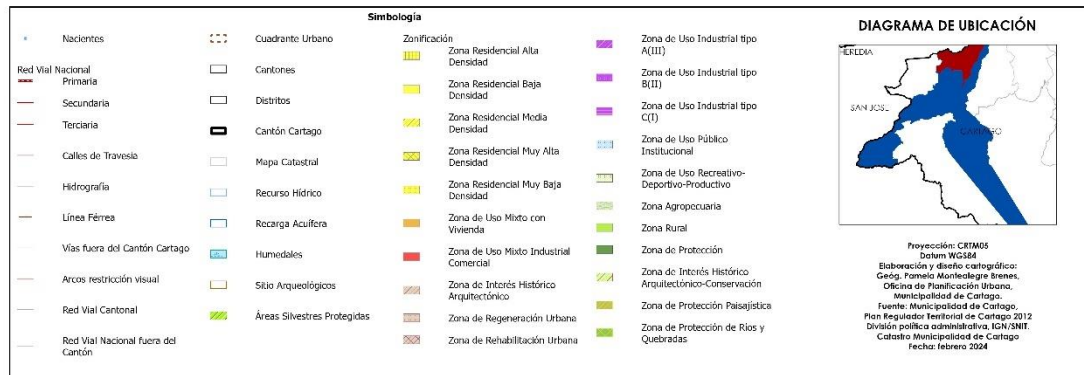 Simbología
Nacientes
Red Vial Nacional
Primaria
Secundaria
Terciaria
Calles de Travesia
Hidrografía
Línea Férrea
Vías fuera del Cantón Cartago
Arcos restricción visual
Red Vial Cantonal
Red Vial Nacional fuera del
Cantón
Cuadrante Urbano
Cantones
Distritos
Cantón Cartago
Mapa Catastral
Recurso Hídrico
Recarga Acuífera
Humedales
Sitio Arqueológicos
Áreas Silvestres Protegidas
Zonificación
Zona Residencial Alta
Densidad
Zona Residencial Baja
Densidad
Zona Residencial Media
Densidad
Zona Residencial Muy Alta
Densidad
Zona Residencial Muy Baja
Densidad
Zona de Uso Mixto con
Vivienda
Zona de Uso Mixto Industrial
Comercial
Zona de Interés Histórico
Arquitectónico
Zona de Regeneración Urbana
Zona de Rehabilitación Urbana
Zona de Uso Industrial tipo
A(III)
Zona de Uso Industrial tipo
B(II)
Zona de Uso Industrial tipo
C(I)
Zona de Uso Público
Institucional
Zona de Uso Recreativo-
Deportivo-Productivo
Zona Agropecuaria
Zona Rural
Zona de Protección
Zona de Interés Histórico
Arquitectónico-Conservación
Zona de Protección Paisajística
Zona de Protección de Ríos y
Quebradas
DIAGRAMA DE UBICACIÓN
HEREDIA
SAN JOSE
CARTAGO
Proyección: CRTM05
Datum WGS84
Elaboración y diseño cartográfico:
Geóg. Pamela Montealegre Brenes,
Oficina de Planificación Urbana,
Municipalidad de Cartago.
Fuente: Municipalidad de Cartago,
Plan Regulador Territorial de Cartago 2012
División política administrativa, IGN/SNIT.
Catastro Municipalidad de Cartago
Fecha: febrero 2024